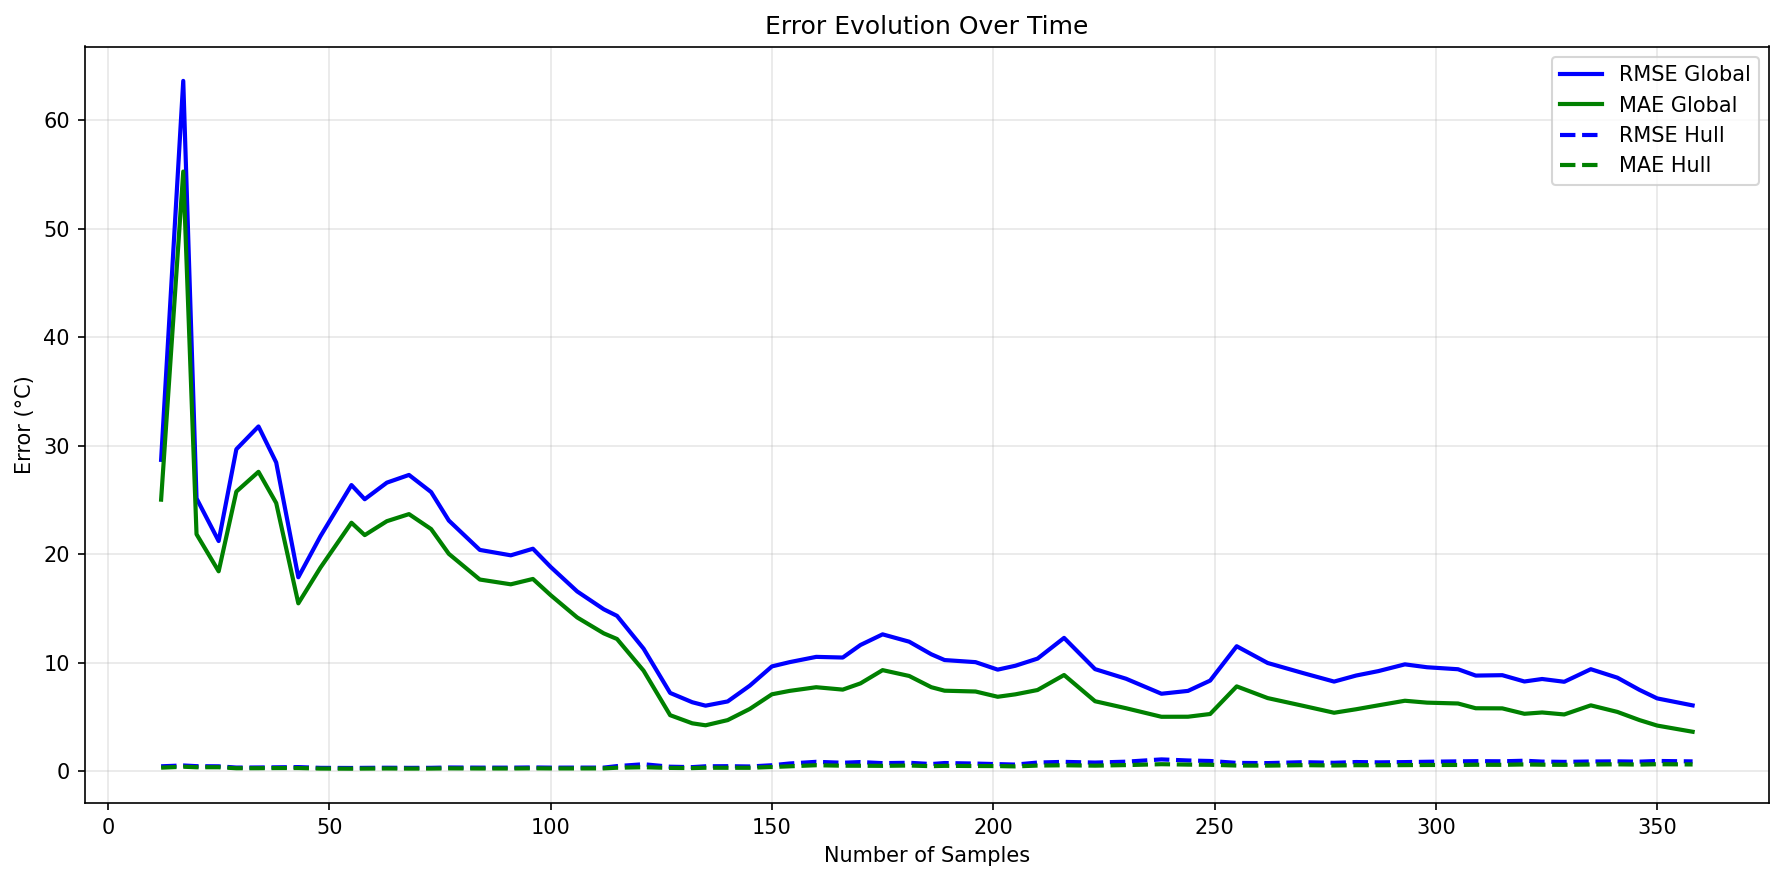 Error Evolution Over Time
RMSE Global
MAE Global
RMSE Hull
MAE Hull
Error (°C)
60
50
40
30
20
10
0
0 50 100 150 200 250 300 350
Number of Samples